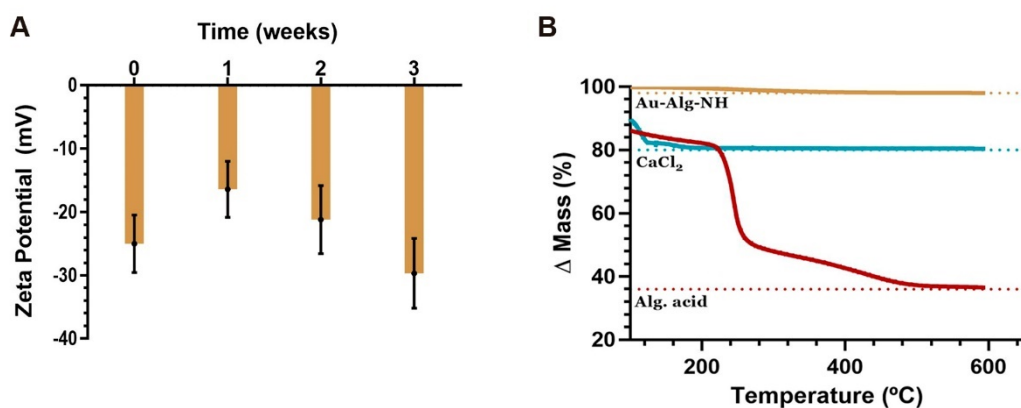 A
Time (weeks)
0 1 2 3
0
-10
-20
-30
-40
Zeta Potential (mV)
B
100
80
60
40
20
Δ Mass (%)
Au-Alg-NH
CaCl₂
Alg. acid
200 400 600
Temperature (ºC)